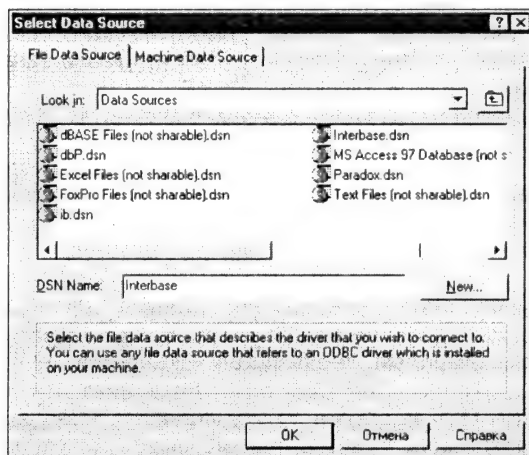 Select Data Source
File Data Source
Machine Data Source
Look in:
Data Sources
dBASE Files (not sharable).dsn
dbP.dsn
Excel Files (not sharable).dsn
FoxPro Files (not sharable).dsn
ib.dsn
Interbase.dsn
MS Access 97 Database (not s
Paradox.dsn
Text Files (not sharable).dsn
DSN Name:
Interbase
New...
Select the file data source that describes the driver that you wish to connect to.
You can use any file data source that refers to an ODBC driver which is installed
on your machine.
OK
Отмена
Справка